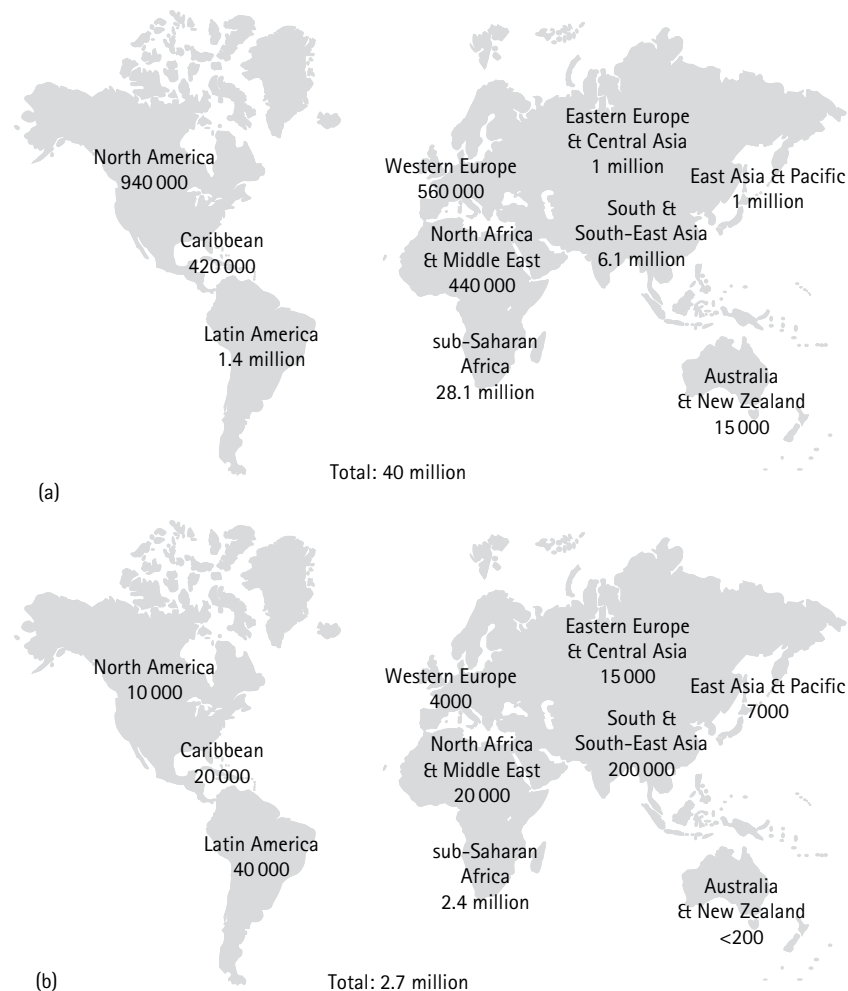 North America
940 000
Caribbean
420 000
Latin America
1.4 million
Western Europe
560 000
North Africa
& Middle East
440 000
sub-Saharan
Africa
28.1 million
Eastern Europe
& Central Asia
1 million
East Asia & Pacific
1 million
South &
South-East Asia
6.1 million
Australia
& New Zealand
15 000
Total: 40 million
(a)
North America
10 000
Caribbean
20 000
Latin America
40 000
Western Europe
4000
North Africa
& Middle East
20 000
sub-Saharan
Africa
2.4 million
Eastern Europe
& Central Asia
15 000
East Asia & Pacific
7000
South &
South-East Asia
200 000
Australia
& New Zealand
<200
Total: 2.7 million
(b)